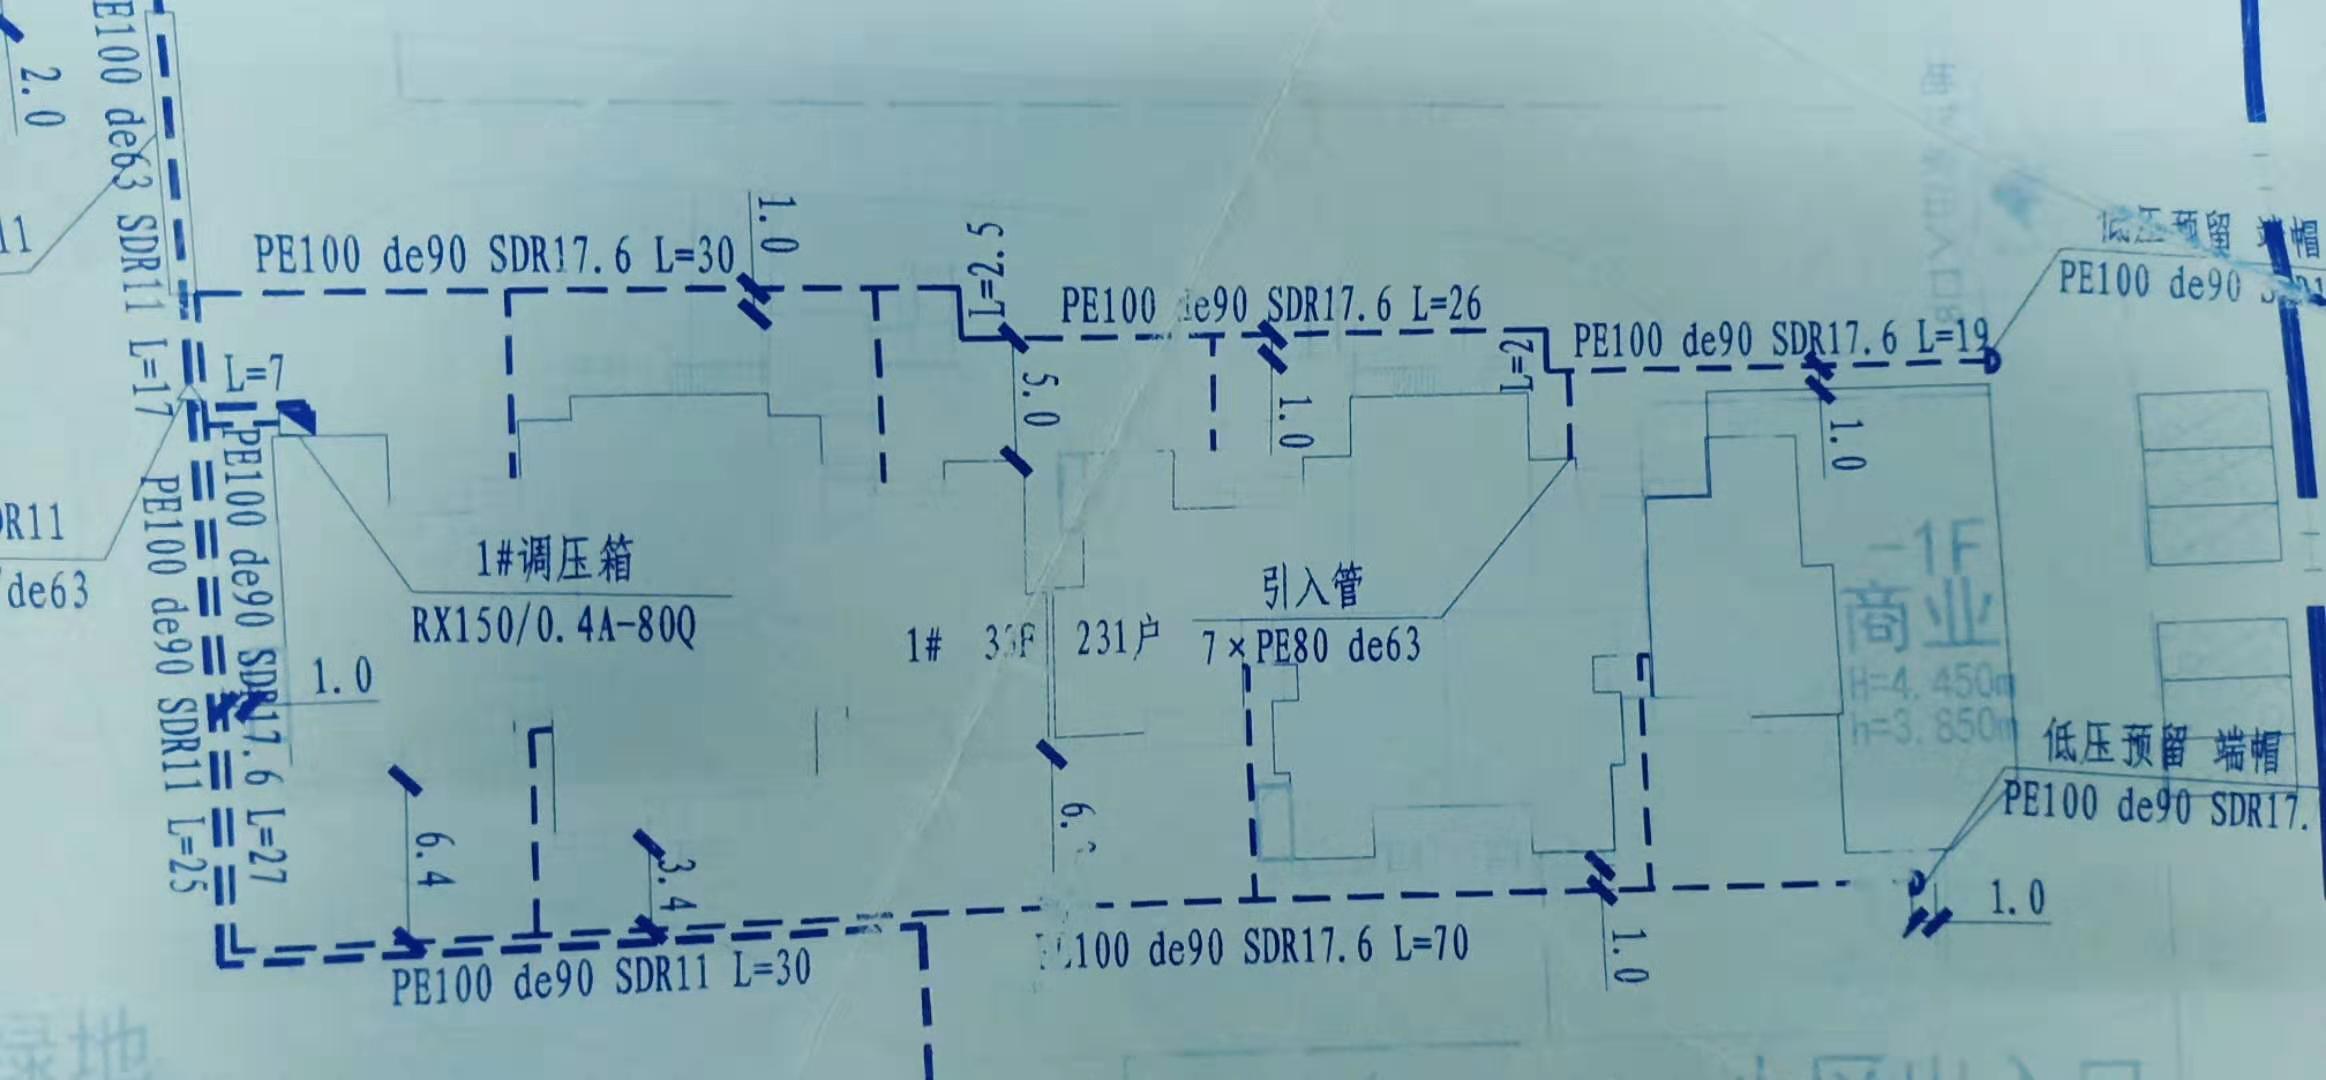 2.0
E100 de63 SDR11 L=17
11
PE100 de90 SDR17.6 L=30
1.0
L=2.5
PE100 de90 SDR17.6 L=26
L=2
PE100 de90 SDR17.6 L=19
低压预留 端帽
PE100 de90
L=7
5.0
1.0
1.0
PE100 de90 SDR17.6 L=27
PE100 de90 SDR11 L=25
R11
de63
1#调压箱
RX150/0.4A-80Q
1#
231户
引入管
7×PE80 de63
-1F
商业
H=4.450m
h=3.850m
1.0
低压预留 端帽
PE100 de90 SDR17.
6.4
3.4
6.
1.0
PE100 de90 SDR11 L=30
100 de90 SDR17.6 L=70
1.0
绿地